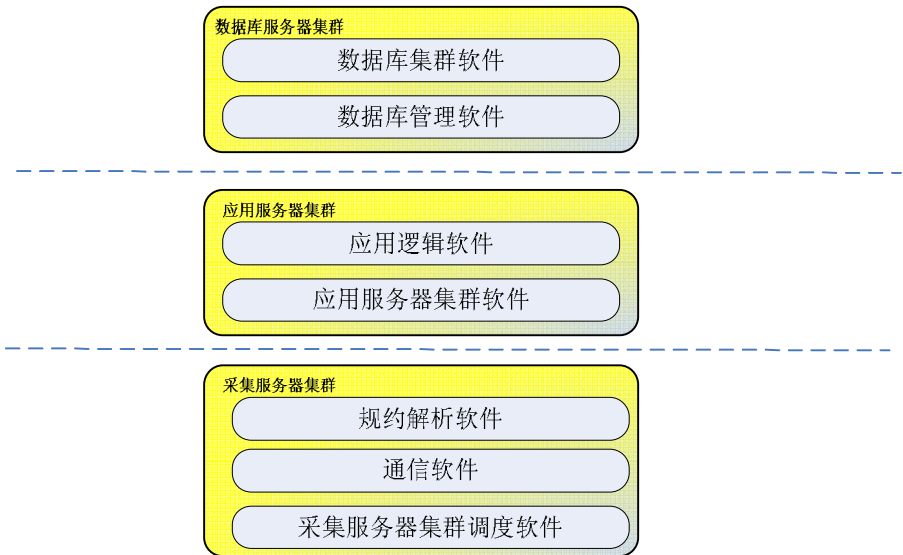 数据库服务器集群
数据库集群软件
数据库管理软件
应用服务器集群
应用逻辑软件
应用服务器集群软件
采集服务器集群
规约解析软件
通信软件
采集服务器集群调度软件